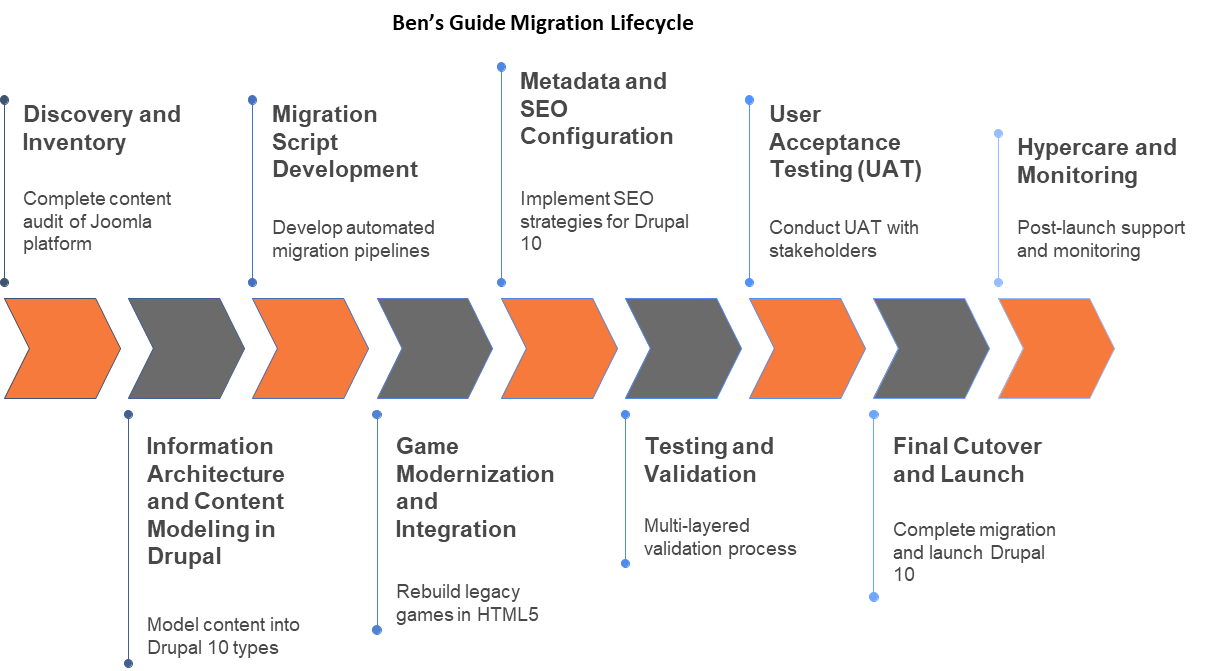 Ben’s Guide Migration Lifecycle
Discovery and
Inventory
Complete content
audit of Joomla
platform
Migration
Script
Development
Develop automated
migration pipelines
Metadata and
SEO
Configuration
Implement SEO
strategies for Drupal
10
User
Acceptance
Testing (UAT)
Conduct UAT with
stakeholders
Hypercare and
Monitoring
Post-launch support
and monitoring
Information
Architecture
and Content
Modeling in
Drupal
Model content into
Drupal 10 types
Game
Modernization
and
Integration
Rebuild legacy
games in HTML5
Testing and
Validation
Multi-layered
validation process
Final Cutover
and Launch
Complete migration
and launch Drupal
10